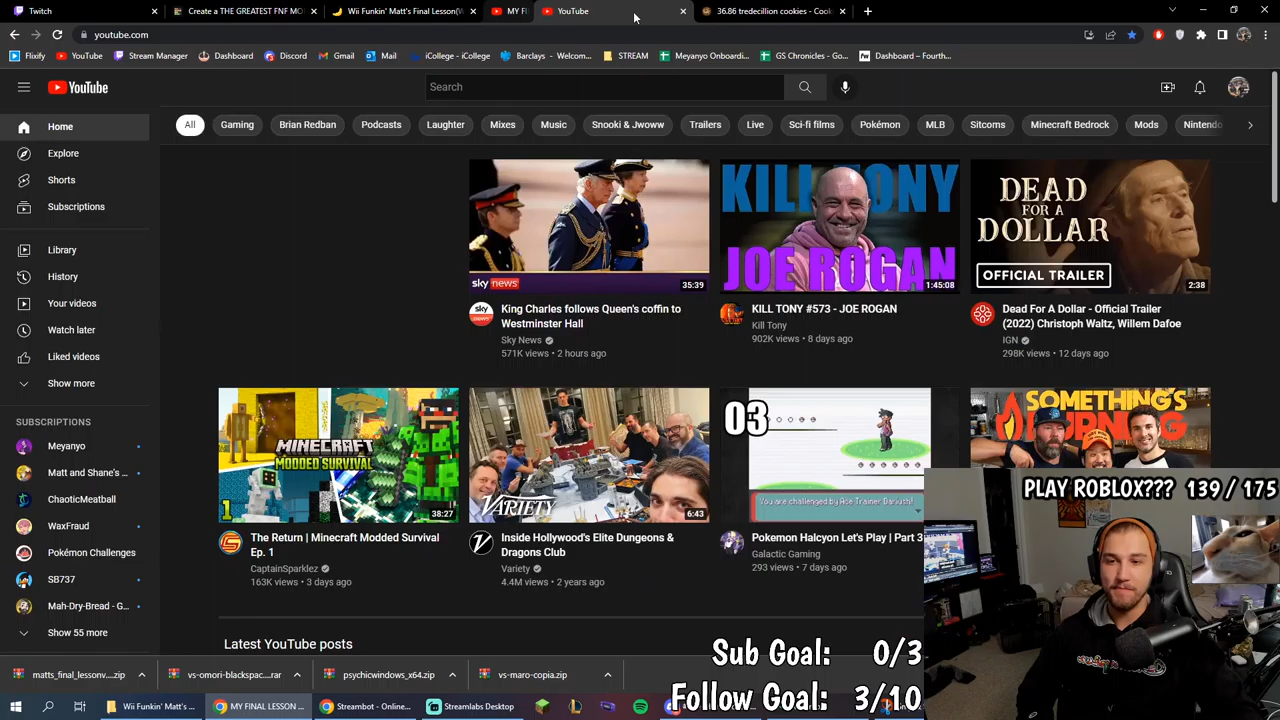 Twitch
Create a THE GREATEST FNF MO
Wii Funkin' Matt's Final Lesson(W
MY FI
YouTube
36.86 tredecillion cookies - Cook
youtube.com
Flixify
YouTube
Stream Manager
Dashboard
Gmail
Mail
iCollege - iCollege
Barclays - Welcom...
STREAM
Meyanyo Onboardi...
GS Chronicles - Go...
Dashboard – Fourth...
YouTube
Search
All
Gaming
Brian Redban
Podcasts
Laughter
Mixes
Music
Snooki & Jwoww
Trailers
Live
Sci-fi films
Pokémon
MLB
Sitcoms
Minecraft Bedrock
Mods
Nintendo
Home
Explore
Shorts
Subscriptions
Library
History
Your videos
Watch later
Liked videos
Show more
SUBSCRIPTIONS
Meyanyo
Matt and Shane's ...
ChaoticMeatball
WaxFraud
Pokémon Challenges
SB737
Mah-Dry-Bread - G...
Show 55 more
sky news
35:39
King Charles follows Queen's coffin to
Westminster Hall
Sky News
571K views • 2 hours ago
KILL TONY
JOE ROGAN
1:45:08
KILL TONY #573 - JOE ROGAN
Kill Tony
902K views • 8 days ago
DEAD
FOR A
DOLLAR
OFFICIAL TRAILER
2:38
Dead For A Dollar - Official Trailer
(2022) Christoph Waltz, Willem Dafoe
IGN
298K views • 12 days ago
MINECRAFT
MODDED SURVIVAL
1
38:27
The Return | Minecraft Modded Survival
Ep. 1
CaptainSparklez
163K views • 3 days ago
VARIETY
6:43
Inside Hollywood's Elite Dungeons &
Dragons Club
Variety
4.4M views • 2 years ago
03
You are challenged by Ace Trainer Dariush!
Pokemon Halcyon Let's Play | Part 3
Galactic Gaming
293 views • 7 days ago
SOMETHING'S
BURNING
PLAY ROBLOX??? 139 / 175
Latest YouTube posts
Sub Goal: 0/3
Follow Goal: 3/10
matts_final_lessonv....zip
vs-omori-blackspac....rar
psychicwindows_x64.zip
vs-maro-copia.zip
Wii Funkin' Matt's ...
MY FINAL LESSON ...
Streambot - Online...
Streamlabs Desktop